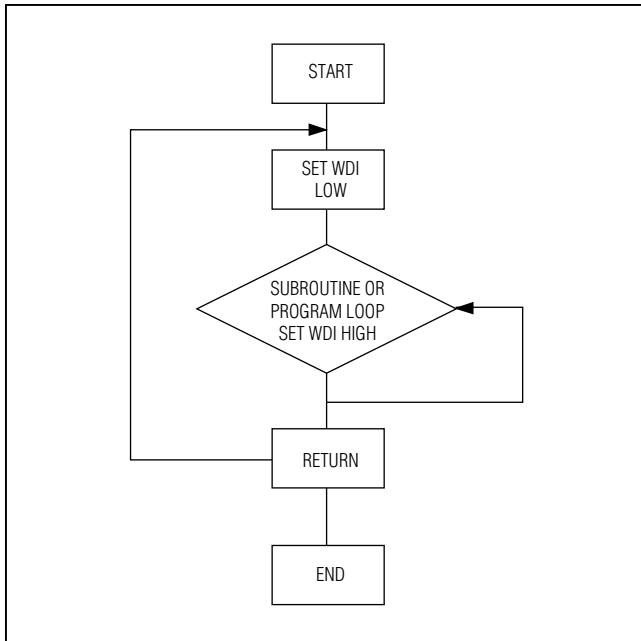 START
SET WDI
LOW
SUBROUTINE OR
PROGRAM LOOP
SET WDI HIGH
RETURN
END